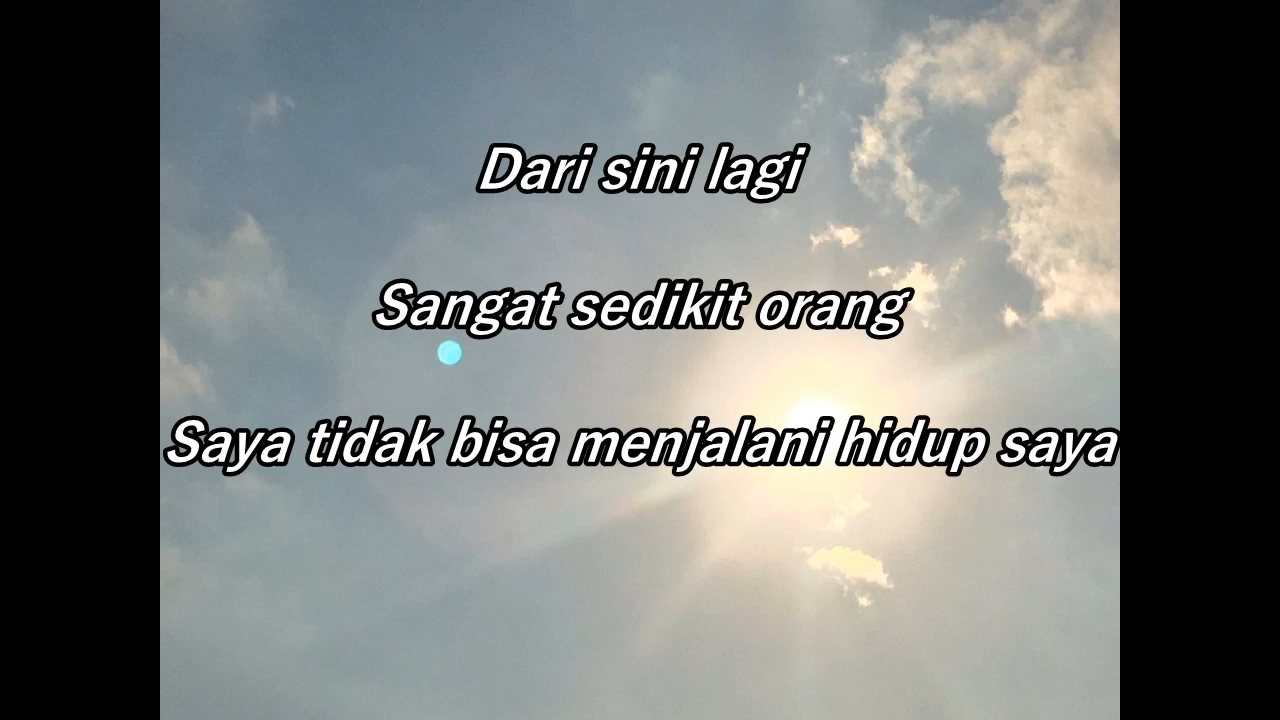 Dari sini lagi
Sangat sedikit orang
Saya tidak bisa menjalani hidup saya